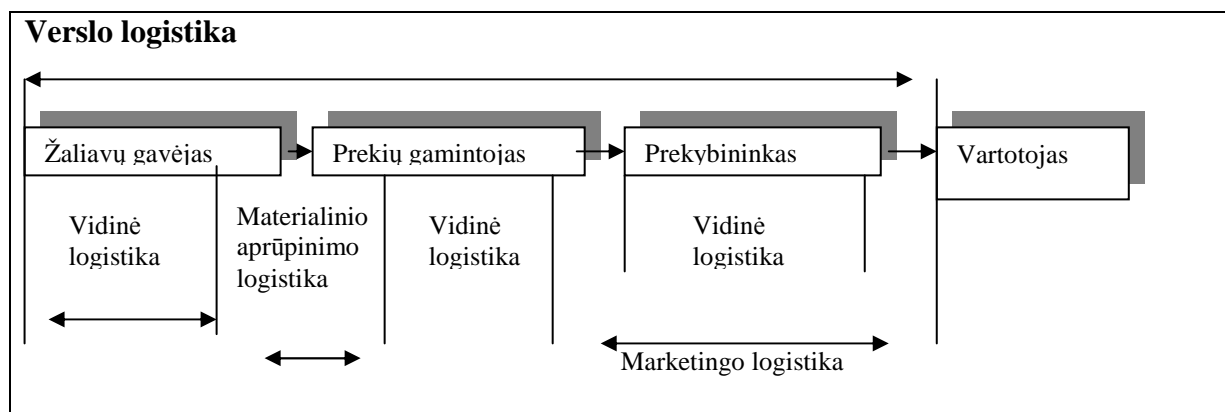 Verslo logistika
Žaliavų gavėjas
Prekių gamintojas
Prekybininkas
Vartotojas
Vidinė
logistika
Materialinio
aprūpinimo
logistika
Vidinė
logistika
Vidinė
logistika
Marketingo logistika